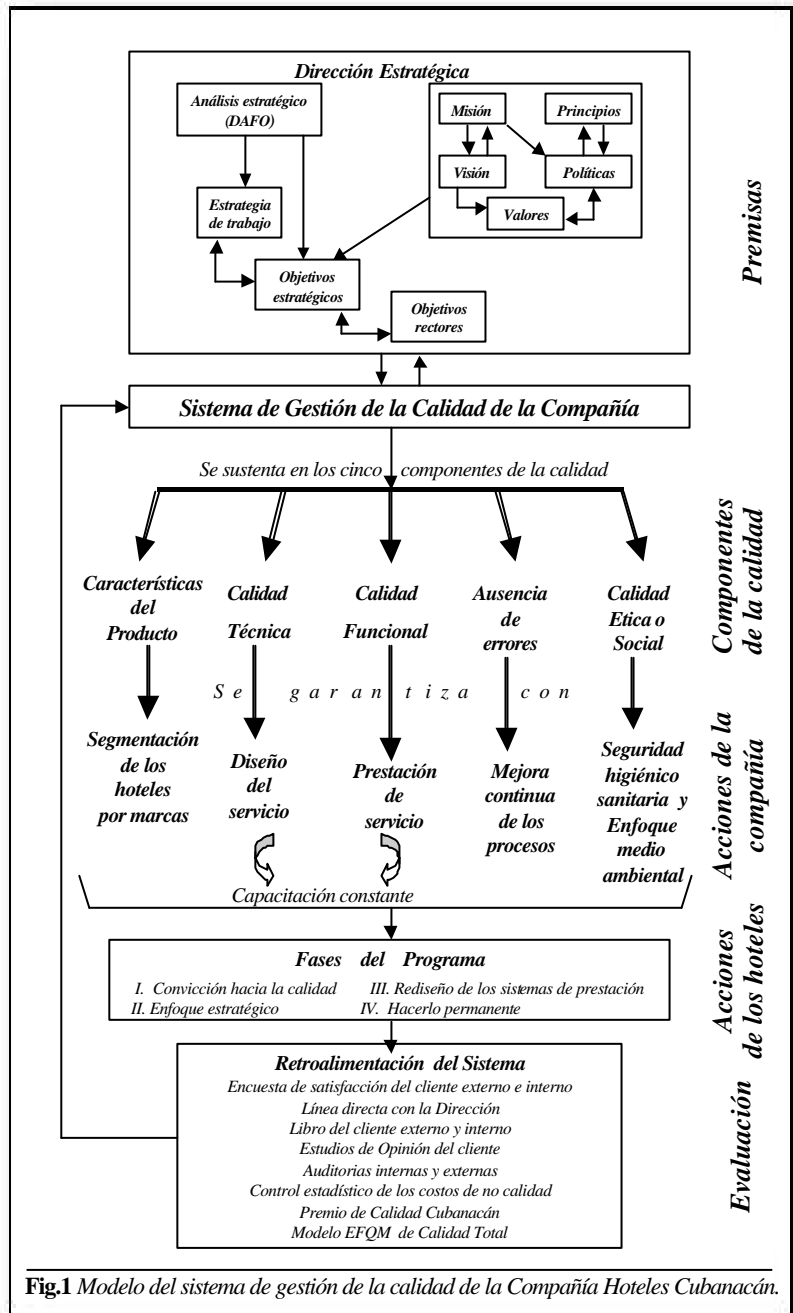 Dirección Estratégica
Análisis estratégico
(DAFO)
Misión
Principios
Visión
Políticas
Valores
Estrategia
de trabajo
Objetivos
estratégicos
Objetivos
rectores
Premisas
Sistema de Gestión de la Calidad de la Compañía
Se sustenta en los cinco componentes de la calidad
Características
del
Producto
Calidad
Técnica
Calidad
Funcional
Ausencia
de
errores
Calidad
Etica o
Social
Componentes
de la calidad
Se garantiza con
Segmentación
de los
hoteles
por marcas
Diseño
del
servicio
Prestación
de
servicio
Mejora
continua
de los
procesos
Seguridad
higiénico
sanitaria y
Enfoque
medio
ambiental
Acciones de la
compañía
Capacitación constante
Fases del Programa
I. Convicción hacia la calidad III. Rediseño de los sistemas de prestación
II. Enfoque estratégico IV. Hacerlo permanente
Acciones
de los hoteles
Retroalimentación del Sistema
Encuesta de satisfacción del cliente externo e interno
Línea directa con la Dirección
Libro del cliente externo y interno
Estudios de Opinión del cliente
Auditorias internas y externas
Control estadístico de los costos de no calidad
Premio de Calidad Cubanacán
Modelo EFQM de Calidad Total
Evaluación
Fig.1 Modelo del sistema de gestión de la calidad de la Compañía Hoteles Cubanacán.